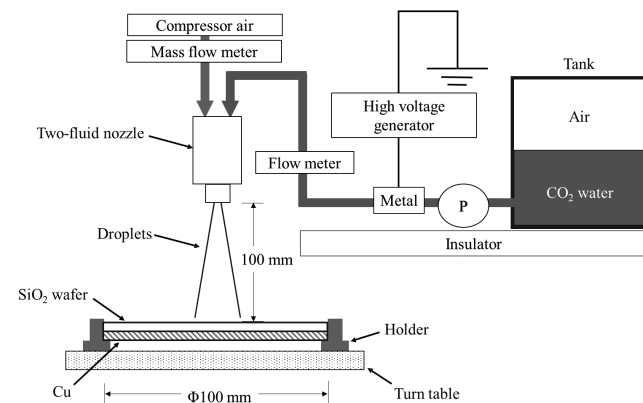 Compressor air
Mass flow meter
Tank
High voltage
generator
Air
Two-fluid nozzle
Flow meter
Metal
P
CO₂ water
Insulator
Droplets
100 mm
SiO₂ wafer
Holder
Cu
Φ100 mm
Turn table